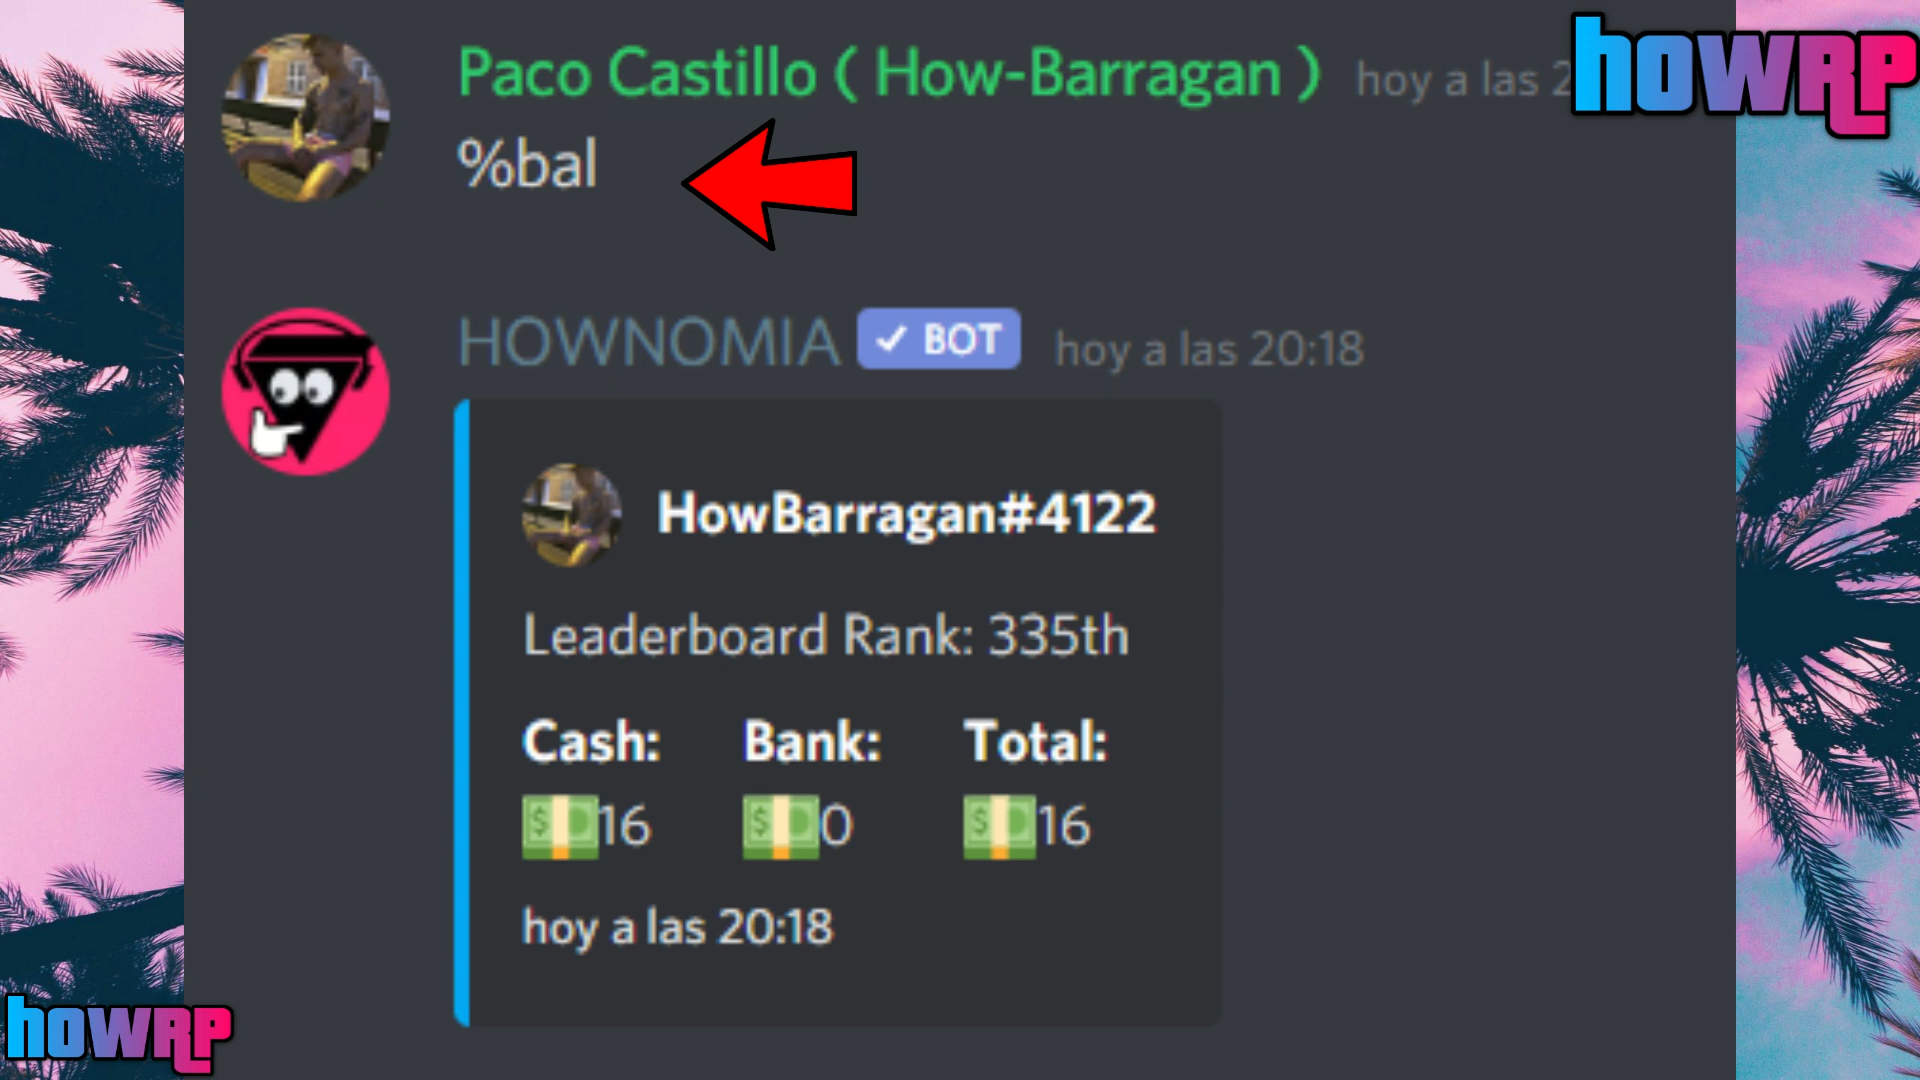 Paco Castillo ( How-Barragan ) hoy a las
howRP
%bal
HOWNOMIA ✓ BOT hoy a las 20:18
HowBarragan#4122
Leaderboard Rank: 335th
Cash: Bank: Total:
16 0 16
hoy a las 20:18
howRP